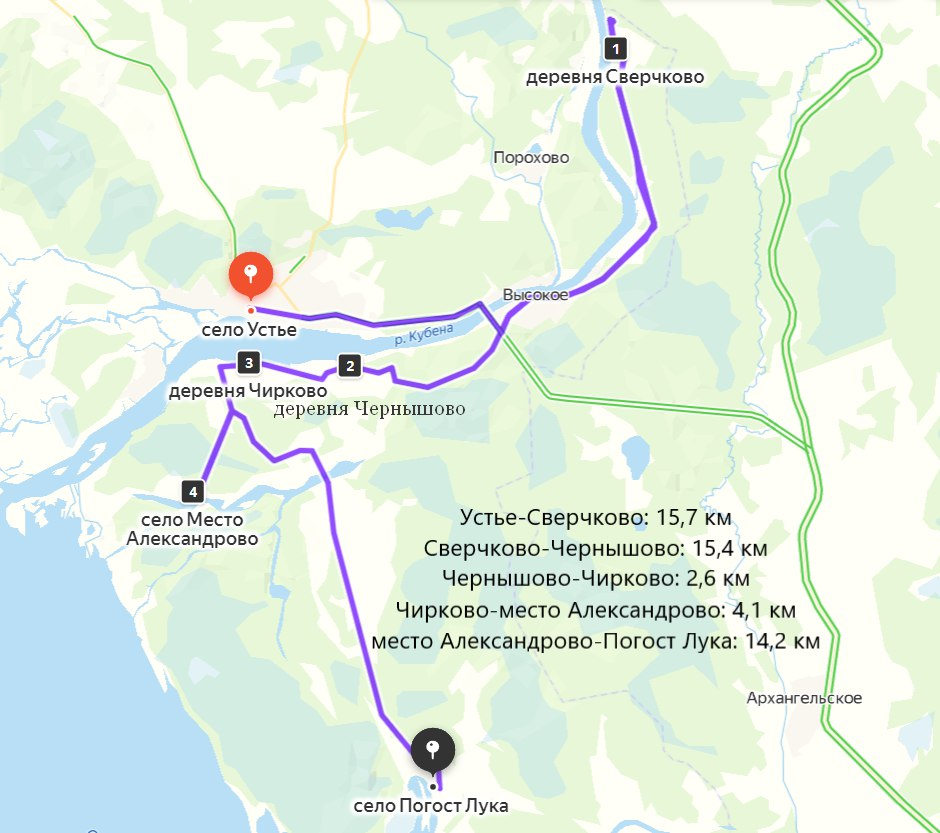 1
деревня Сверчково
Порохово
Высокое
село Устье
р. Кубена
3
2
деревня Чирково
деревня Чернышово
4
село Место
Александрово
Устье-Сверчково: 15,7 км
Сверчково-Чернышово: 15,4 км
Чернышово-Чирково: 2,6 км
Чирково-место Александрово: 4,1 км
место Александрово-Погост Лука: 14,2 км
Архангельское
село Погост Лука